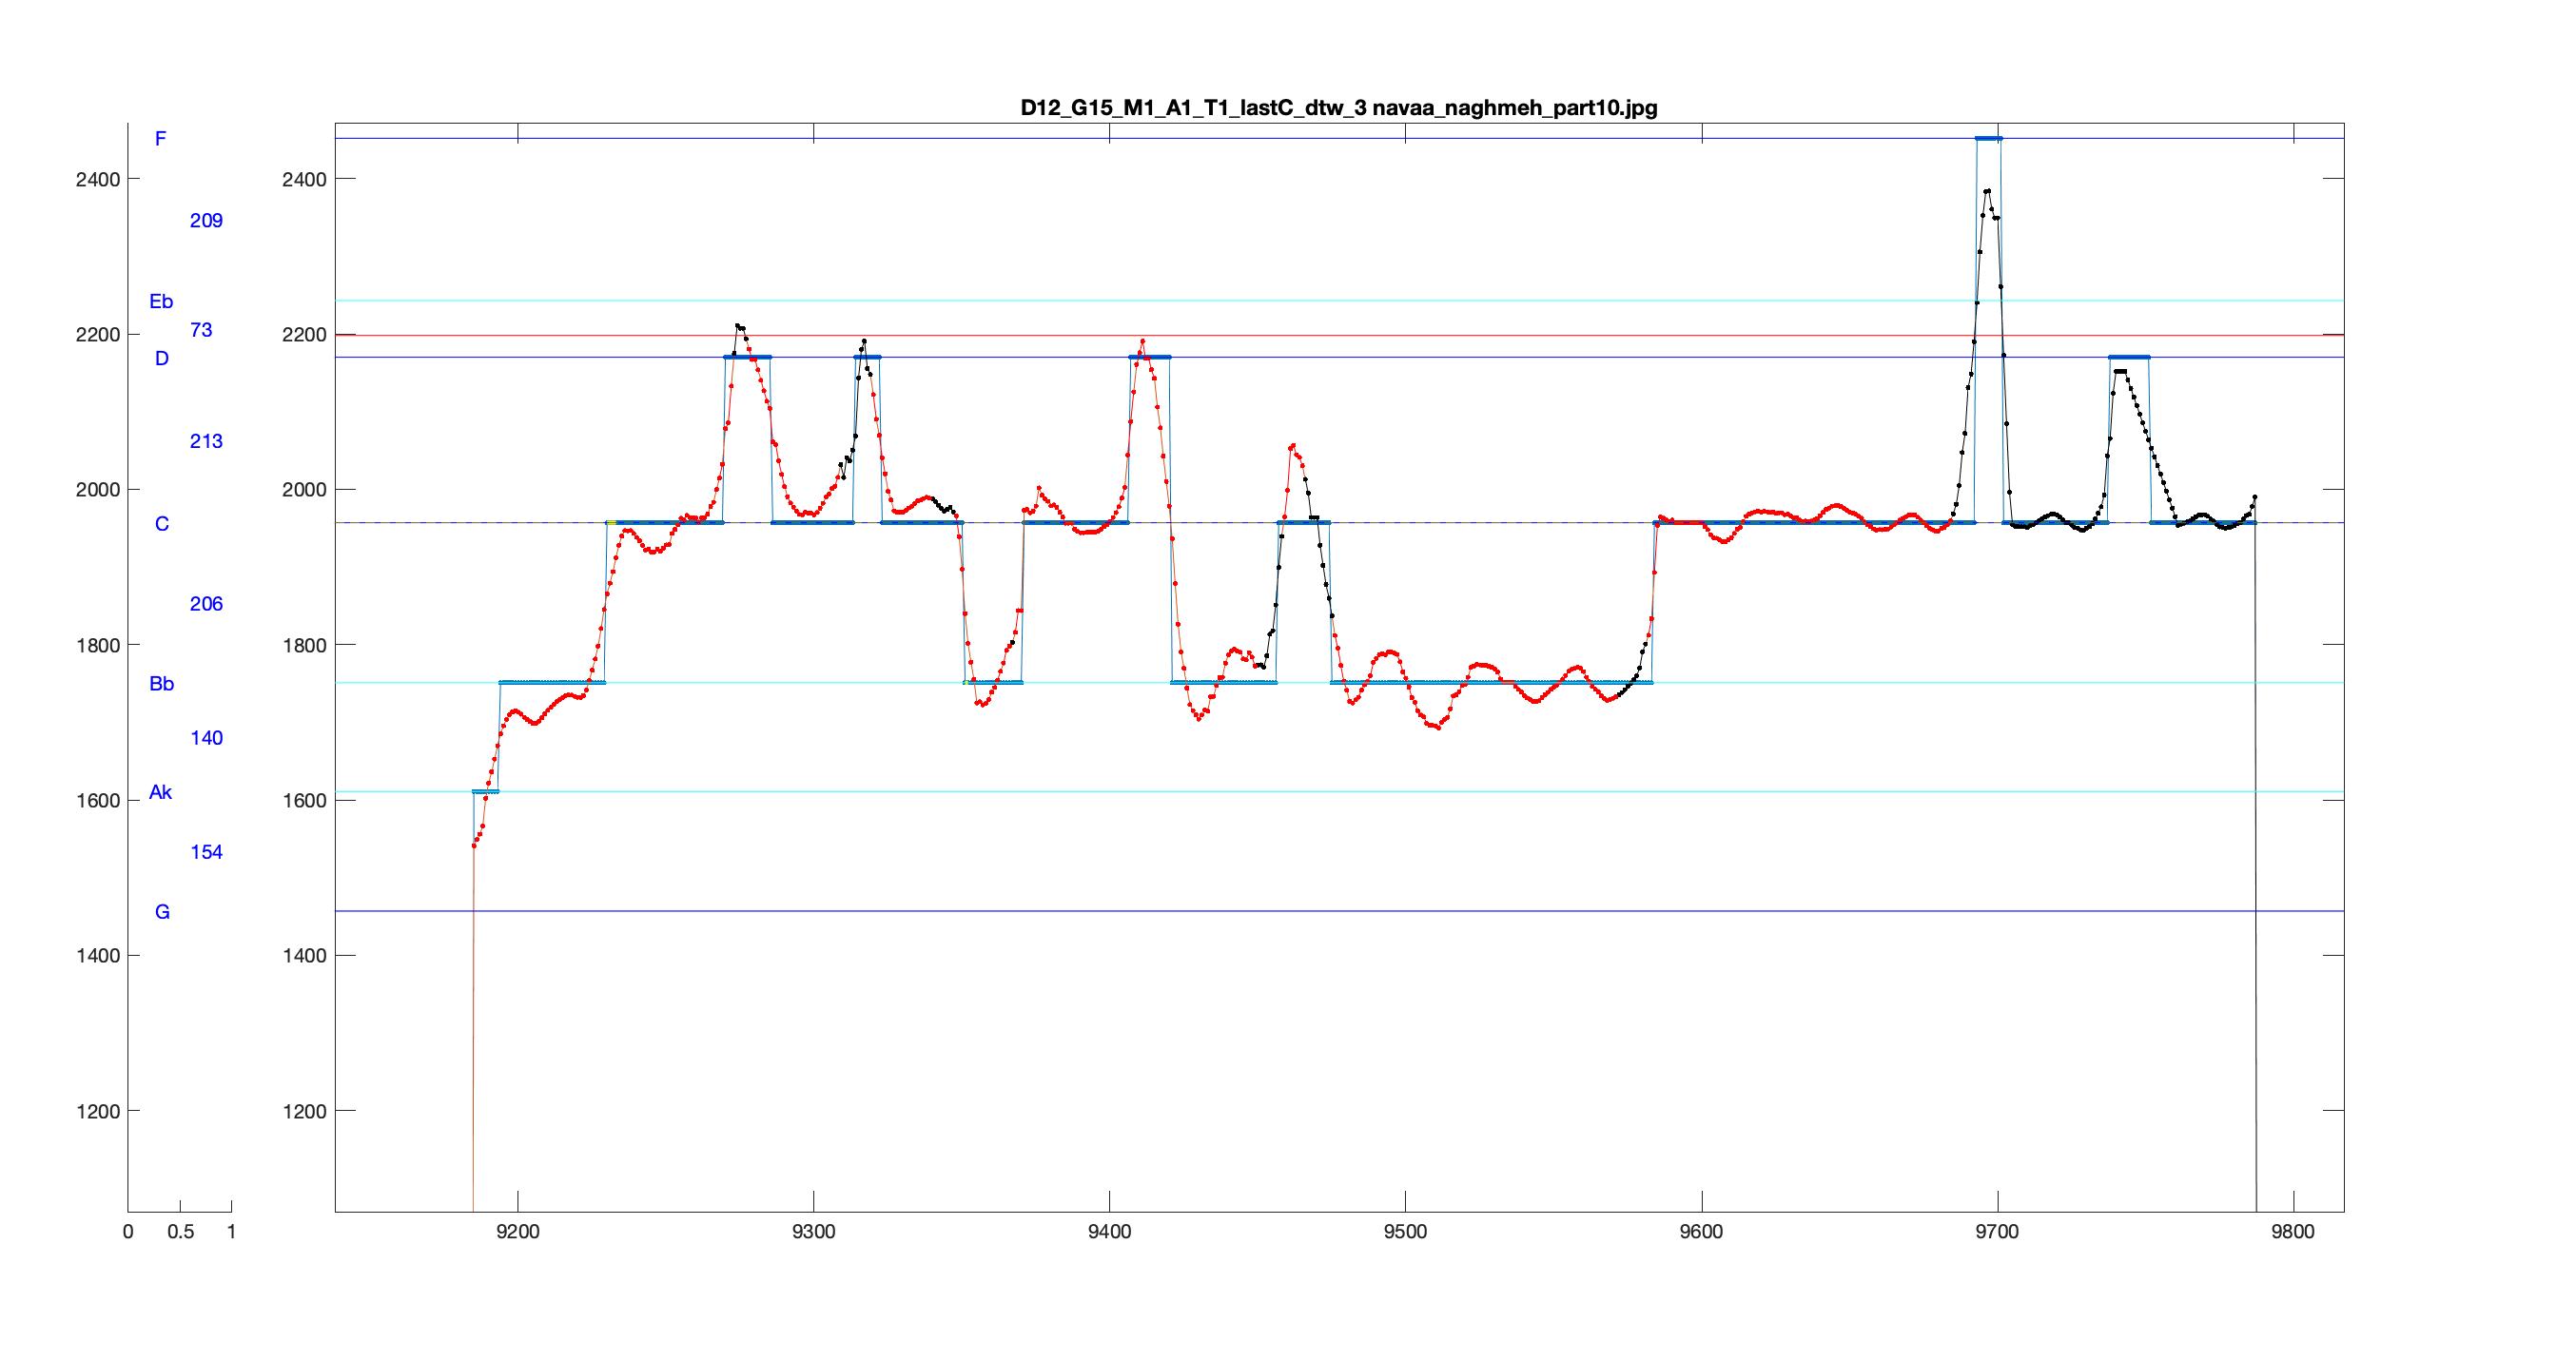 D12_G15_M1_A1_T1_lastC_dtw_3 navaa_naghmeh_part10.jpg
F
2400 2400
209
Eb
73
2200 2200
D
213
2000 2000
C
206
1800 1800
Bb
140
Ak
1600 1600
154
G
1400 1400
1200 1200
0 0.5 1 9200 9300 9400 9500 9600 9700 9800